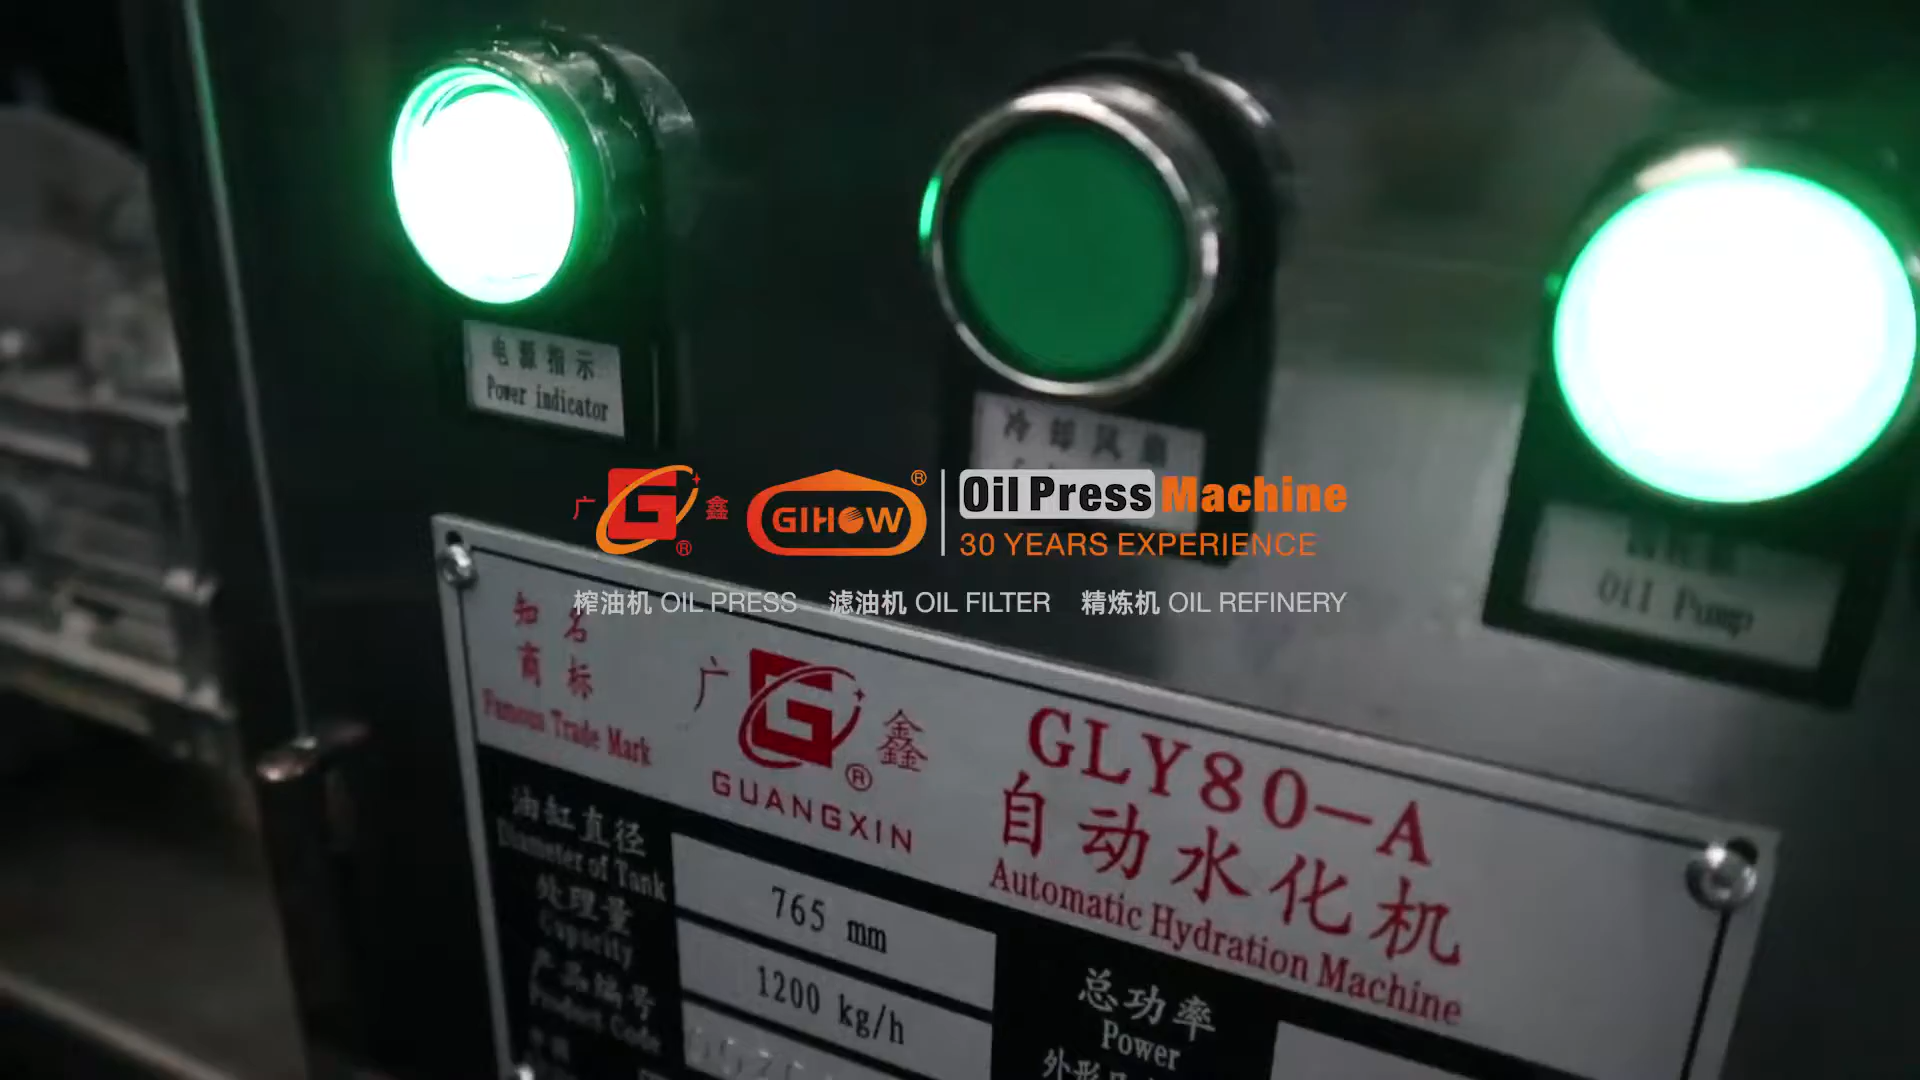 电源指示
Power indicator
冷却风扇
Oil Pump
广 G 鑫 ®
GIHOW ®
Oil Press Machine
30 YEARS EXPERIENCE
榨油机 OIL PRESS 滤油机 OIL FILTER 精炼机 OIL REFINERY
知名
商标
Famous Trade Mark
广 G 鑫 ®
GUANGXIN
GLY80-A
自动水化机
Automatic Hydration Machine
油缸直径
Diameter of Tank
765 mm
处理量
Capacity
1200 kg/h
产品编号
Product Code
总功率
Power
外形